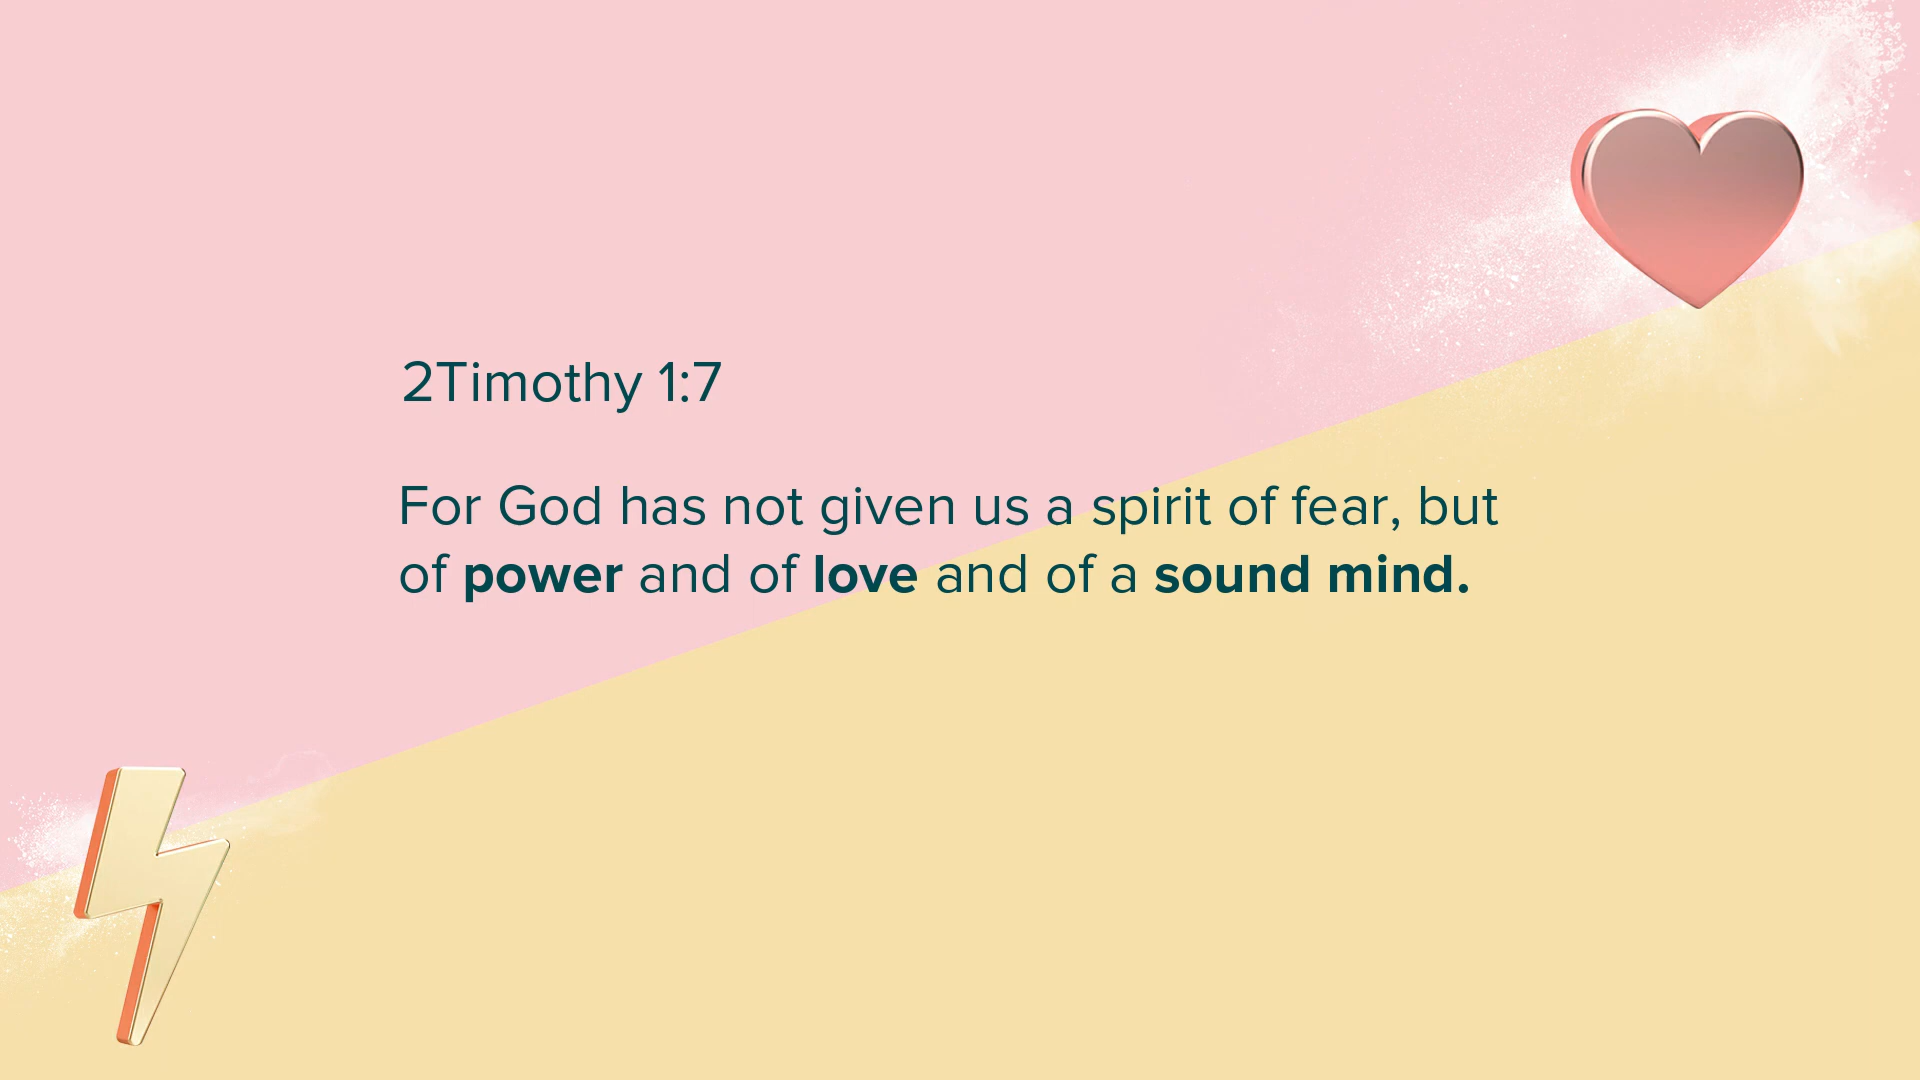 2Timothy 1:7
For God has not given us a spirit of fear, but
of power and of love and of a sound mind.